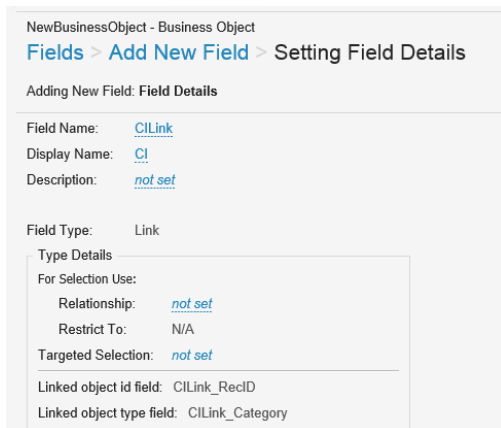 NewBusinessObject - Business Object
Fields > Add New Field > Setting Field Details
Adding New Field: Field Details
Field Name: CILink
Display Name: CI
Description: not set
Field Type: Link
Type Details
For Selection Use:
Relationship: not set
Restrict To: N/A
Targeted Selection: not set
Linked object id field: CILink_RecID
Linked object type field: CILink_Category